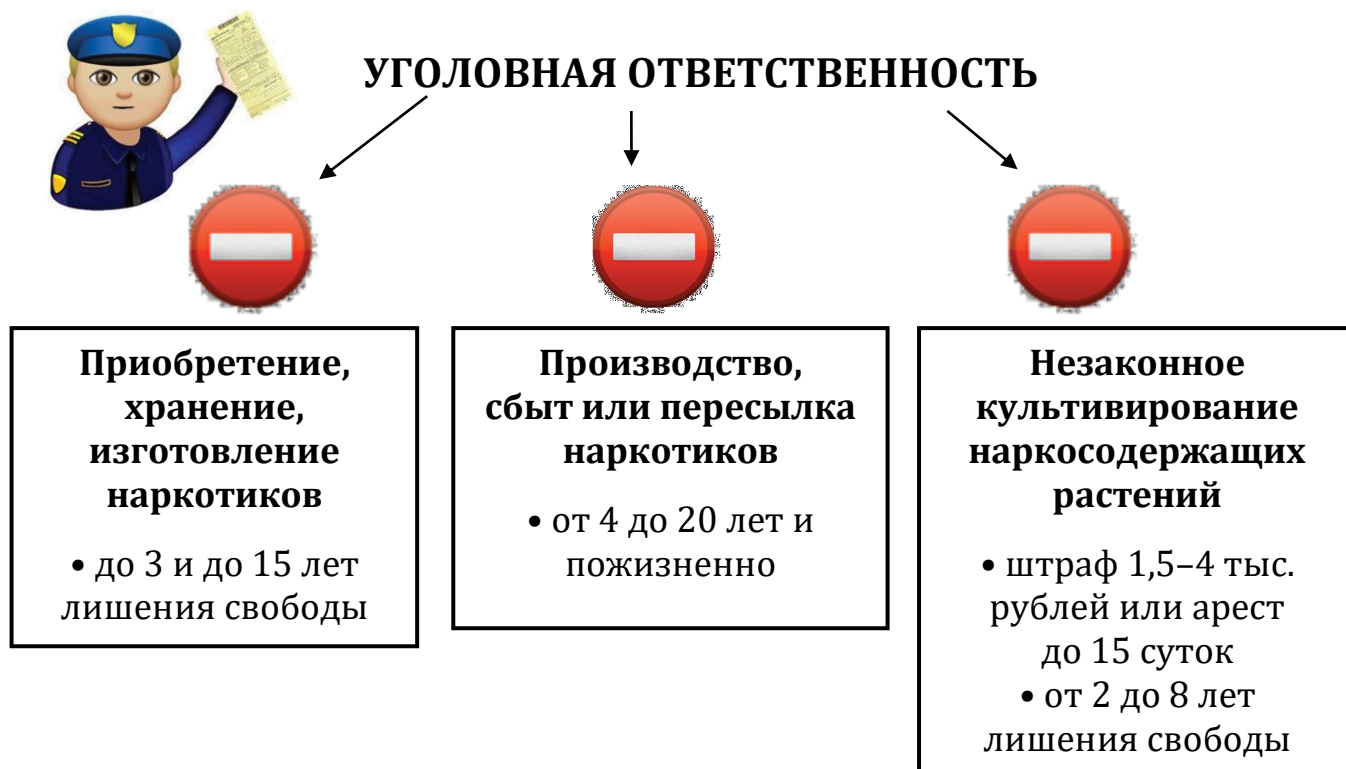 УГОЛОВНАЯ ОТВЕТСТВЕННОСТЬ
Приобретение,
хранение,
изготовление
наркотиков
• до 3 и до 15 лет
лишения свободы
Производство,
сбыт или пересылка
наркотиков
• от 4 до 20 лет и
пожизненно
Незаконное
культивирование
наркосодержащих
растений
• штраф 1,5–4 тыс.
рублей или арест
до 15 суток
• от 2 до 8 лет
лишения свободы